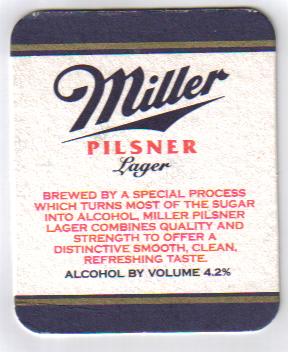 Miller
PILSNER
Lager
BREWED BY A SPECIAL PROCESS
WHICH TURNS MOST OF THE SUGAR
INTO ALCOHOL, MILLER PILSNER
LAGER COMBINES QUALITY AND
STRENGTH TO OFFER A
DISTINCTIVE SMOOTH, CLEAN,
REFRESHING TASTE.
ALCOHOL BY VOLUME 4.2%